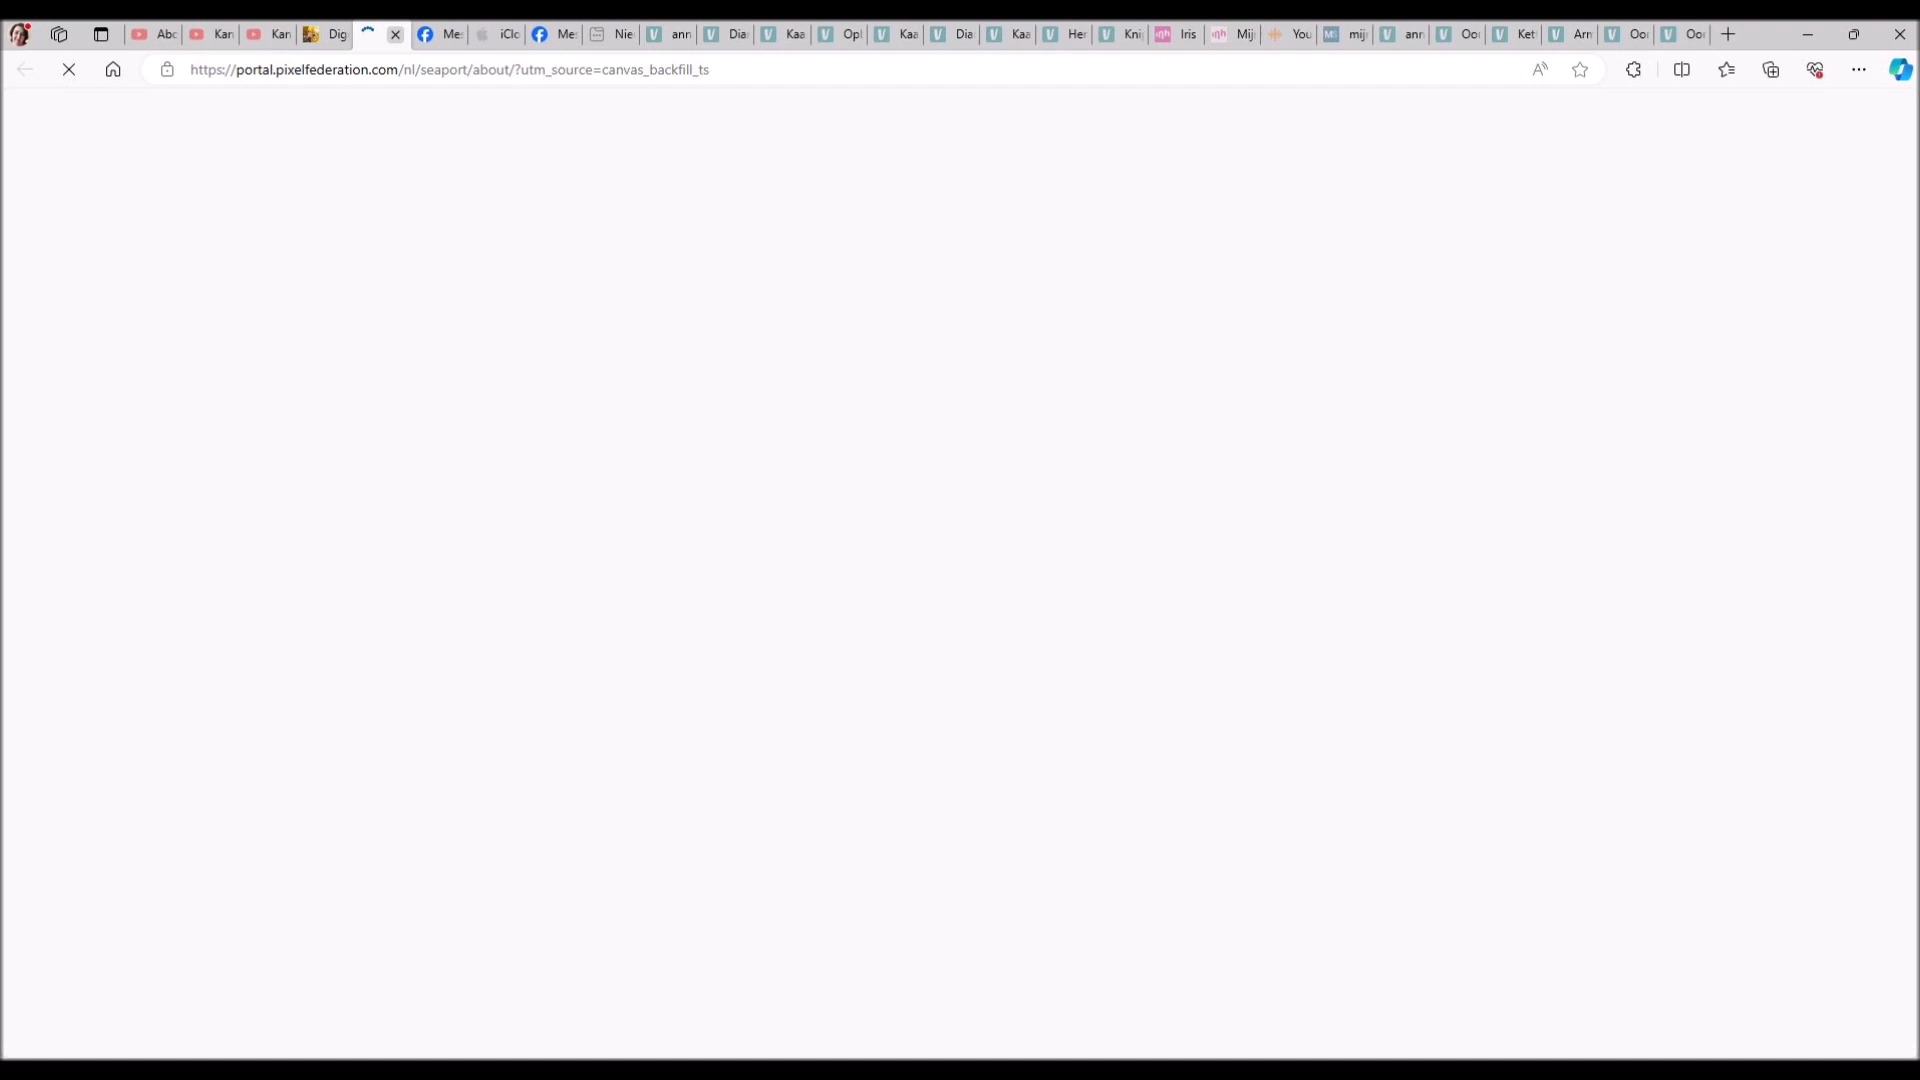 Abc Kan Kan Dig Me: iClo Me: Nie ann Dia Kaa Opl Kaa Dia Kaa Her Kni Iris Mij You mij ann Oo Ket Arn Oo Oo
https://portal.pixelfederation.com/nl/seaport/about/?utm_source=canvas_backfill_ts